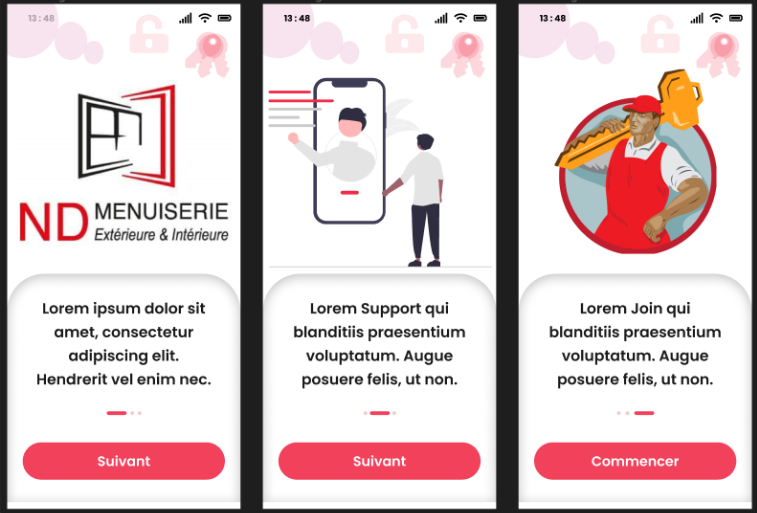 13:48
ND MENUISERIE
Extérieure & Intérieure
Lorem ipsum dolor sit
amet, consectetur
adipiscing elit.
Hendrerit vel enim nec.
Suivant
13:48
Lorem Support qui
blanditiis praesentium
voluptatum. Augue
posuere felis, ut non.
Suivant
13:48
Lorem Join qui
blanditiis praesentium
voluptatum. Augue
posuere felis, ut non.
Commencer